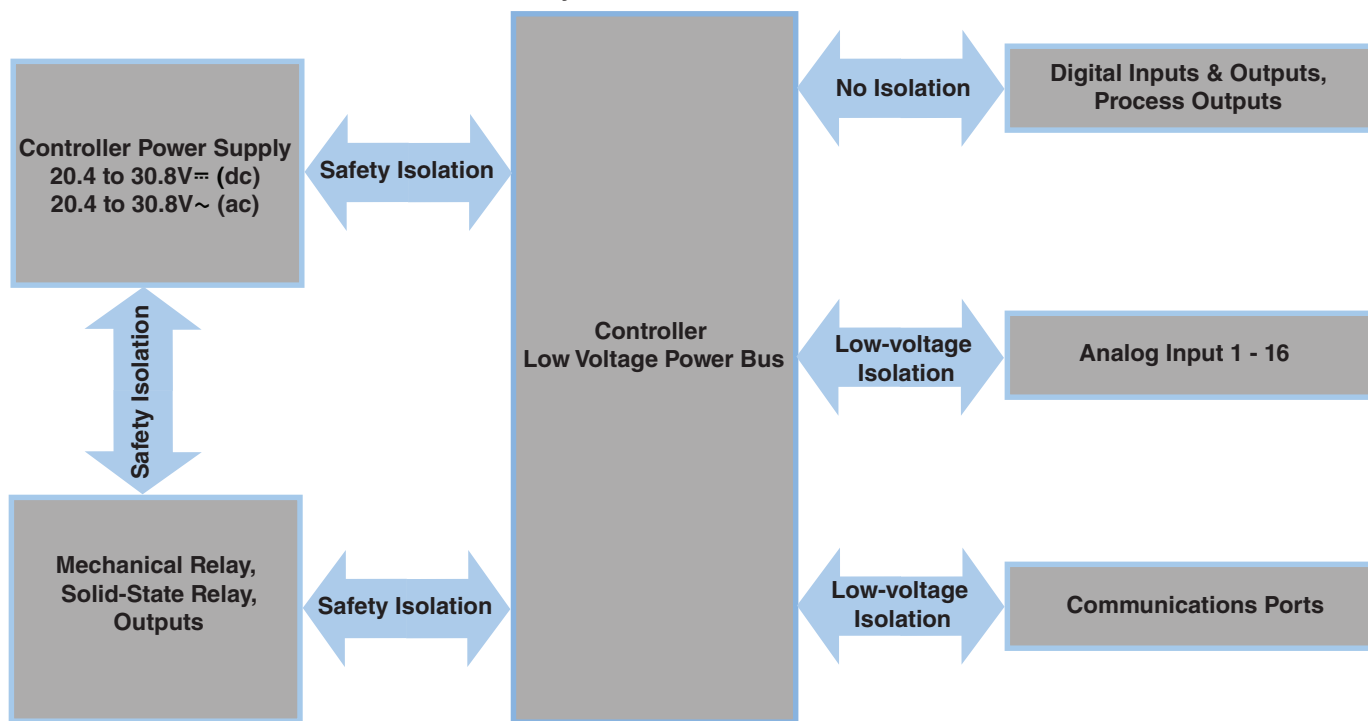 Controller Power Supply
20.4 to 30.8V⎓ (dc)
20.4 to 30.8V~ (ac)
Safety Isolation
Safety Isolation
Mechanical Relay,
Solid-State Relay,
Outputs
Safety Isolation
Controller
Low Voltage Power Bus
No Isolation
Digital Inputs & Outputs,
Process Outputs
Low-voltage
Isolation
Analog Input 1 - 16
Low-voltage
Isolation
Communications Ports